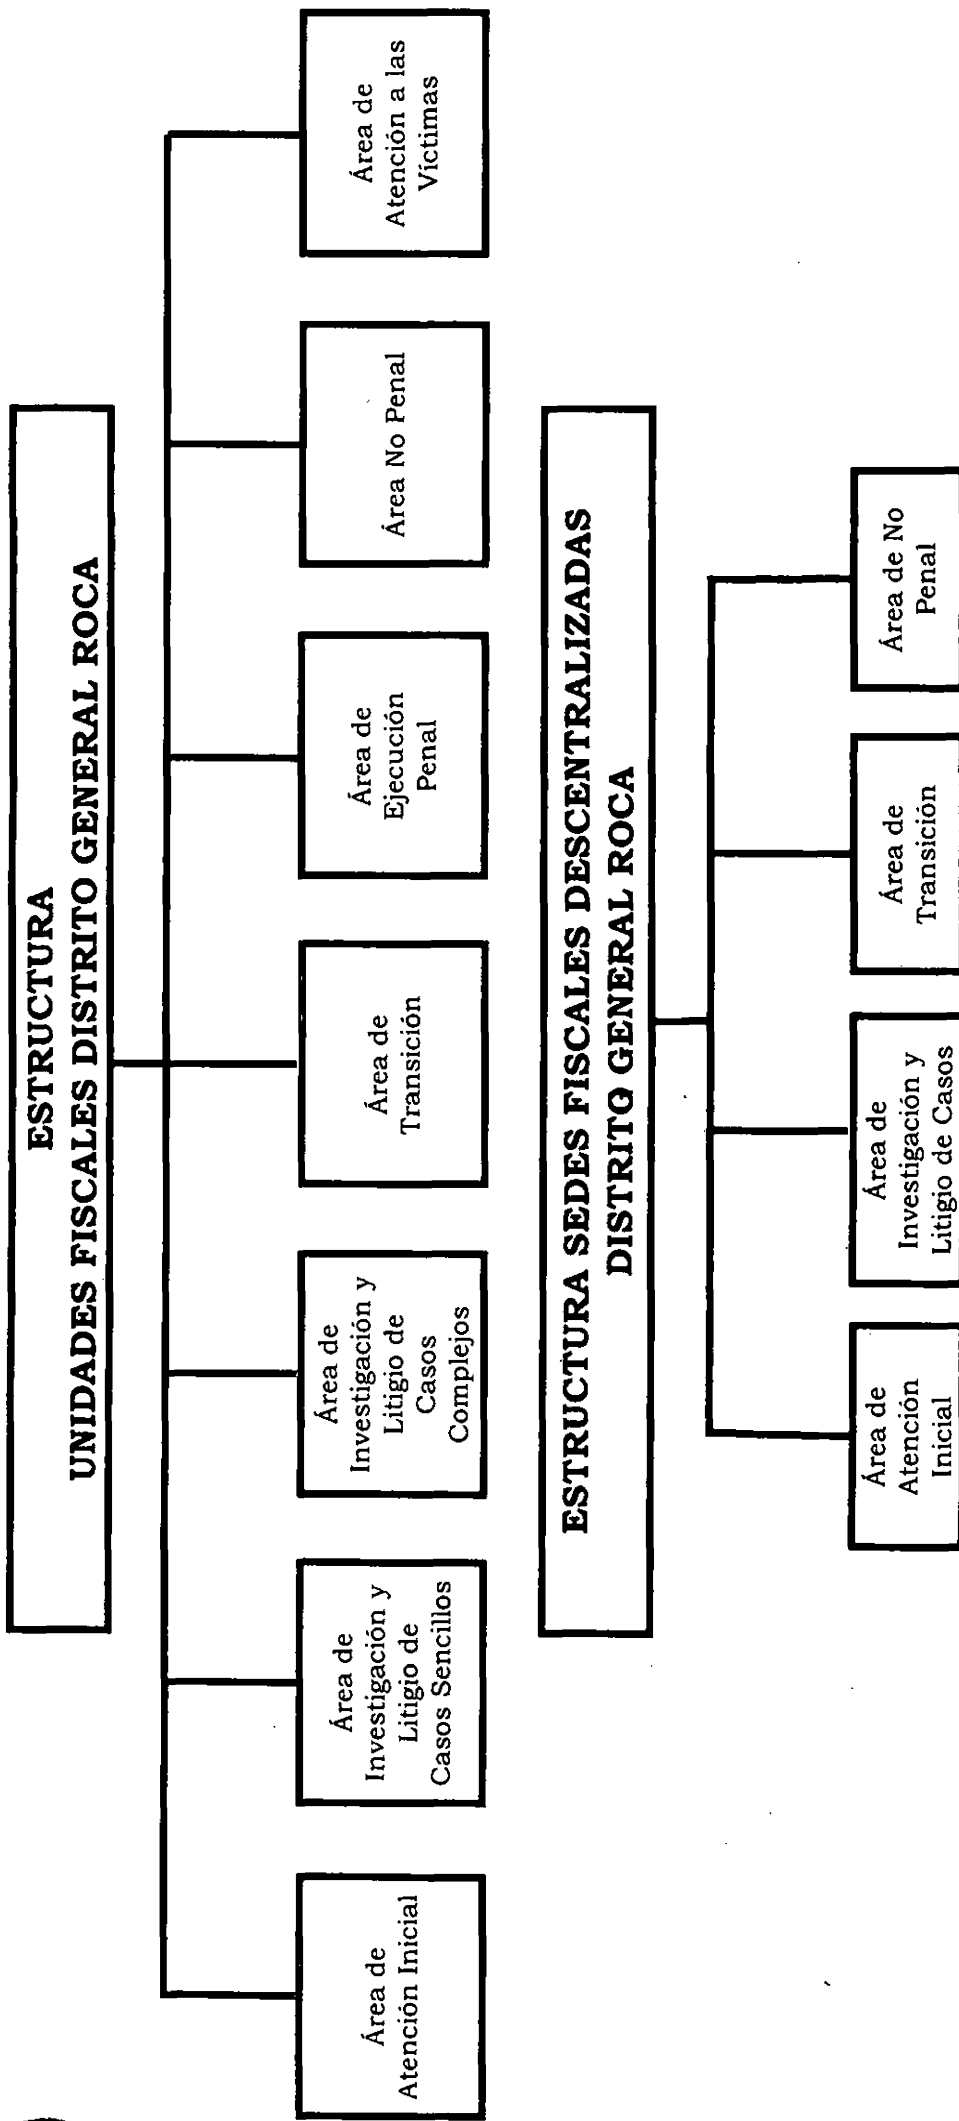 ESTRUCTURA
UNIDADES FISCALES DISTRITO GENERAL ROCA
Área de
Atención Inicial
Área de
Investigación y
Litigio de
Casos Sencillos
Área de
Investigación y
Litigio de
Casos
Complejos
Área de
Transición
Área de
Ejecución
Penal
Área No Penal
Área de
Atención a las
Víctimas
ESTRUCTURA SEDES FISCALES DESCENTRALIZADAS
DISTRITO GENERAL ROCA
Área de
Atención
Inicial
Área de
Investigación y
Litigio de Casos
Área de
Transición
Área de No
Penal